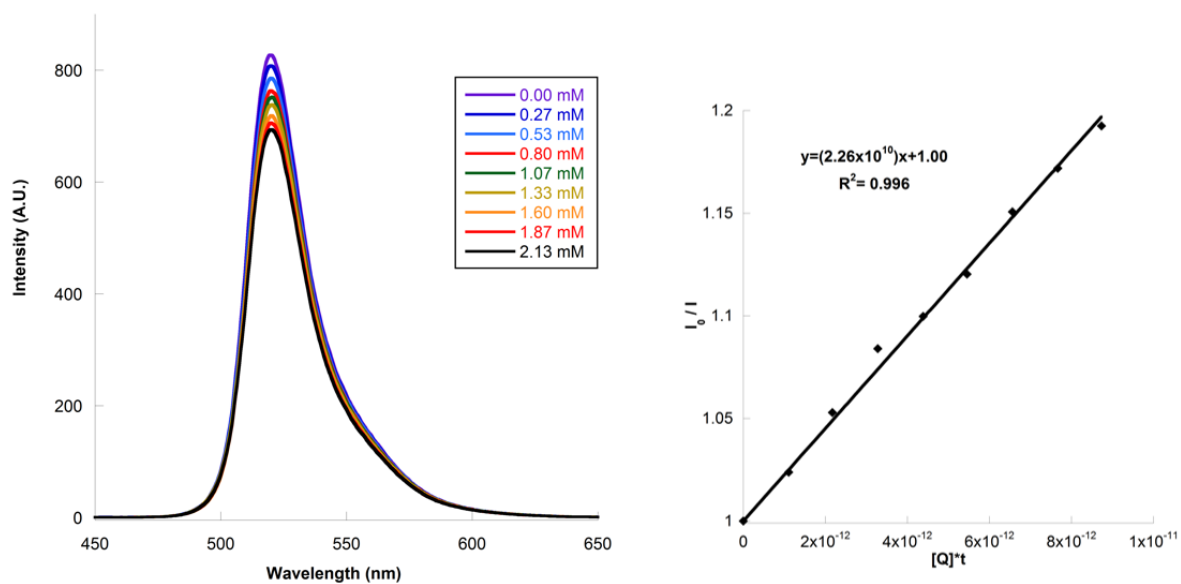 800
600
400
200
0
450
500
550
600
650
Intensity (A.U.)
Wavelength (nm)
0.00 mM
0.27 mM
0.53 mM
0.80 mM
1.07 mM
1.33 mM
1.60 mM
1.87 mM
2.13 mM
1.2
1.15
1.1
1.05
1
I₀ / I
y=(2.26x10¹⁰)x+1.00
R²= 0.996
0
2x10⁻¹²
4x10⁻¹²
6x10⁻¹²
8x10⁻¹²
1x10⁻¹¹
[Q]*t